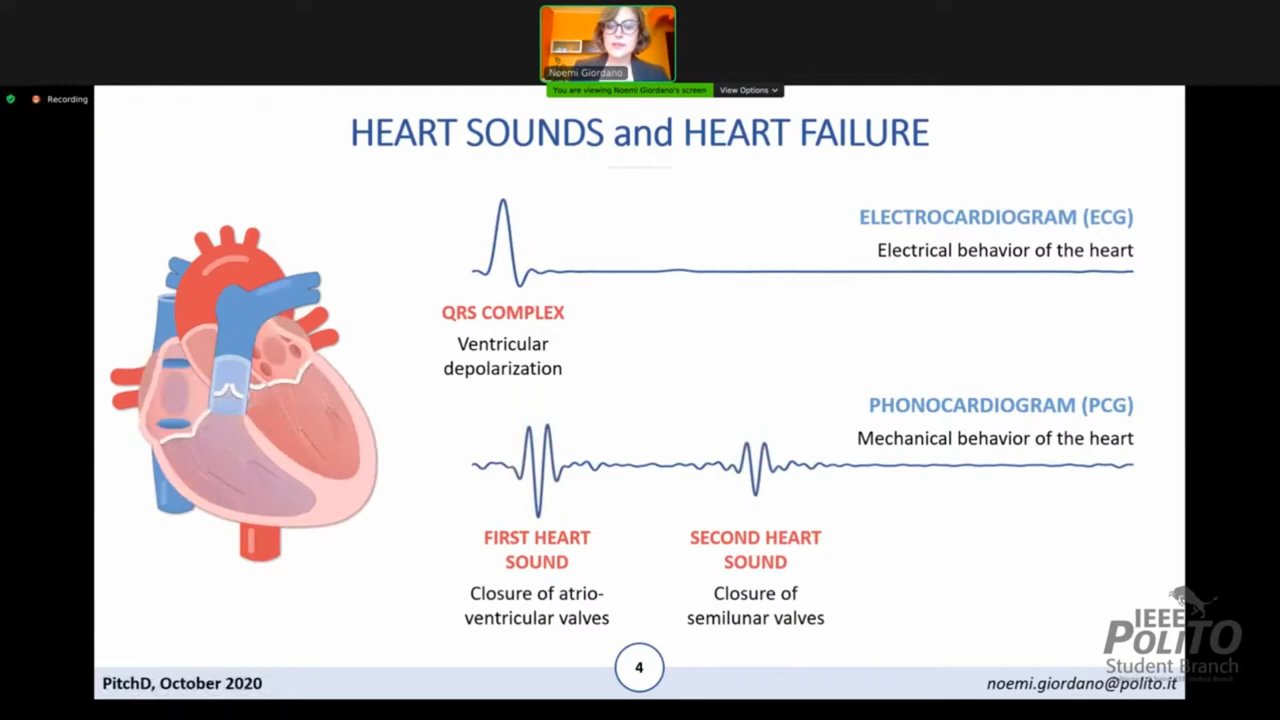 Noemi Giordano
You are viewing Noemi Giordano's screen
View Options
Recording
HEART SOUNDS and HEART FAILURE
ELECTROCARDIOGRAM (ECG)
Electrical behavior of the heart
QRS COMPLEX
Ventricular
depolarization
PHONOCARDIOGRAM (PCG)
Mechanical behavior of the heart
FIRST HEART
SOUND
Closure of atrio-
ventricular valves
SECOND HEART
SOUND
Closure of
semilunar valves
IEEE
POLITO
Student Branch
PitchD, October 2020
4
noemi.giordano@polito.it